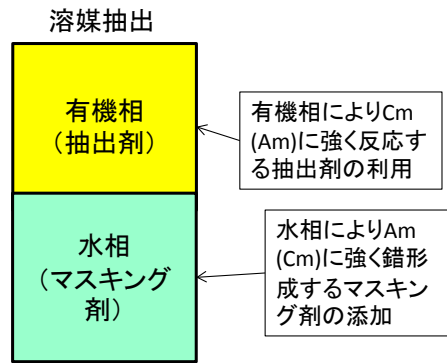 溶媒抽出
有機相
（抽出剤）
有機相によりCm
(Am)に強く反応す
る抽出剤の利用
水相
（マスキング
剤）
水相によりAm
(Cm)に強く錯形
成するマスキン
グ剤の添加